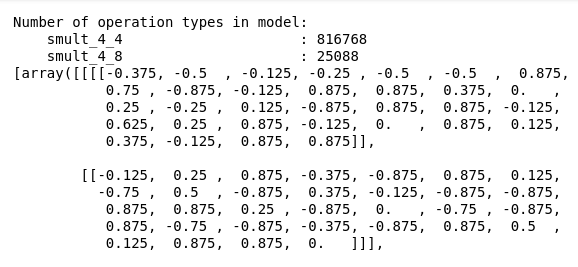 Number of operation types in model:
    smult_4_4                      : 816768
    smult_4_8                      : 25088
[array([[[[-0.375, -0.5  , -0.125, -0.25 , -0.5  , -0.5  ,  0.875,
           0.75 , -0.875, -0.125,  0.875,  0.875,  0.375,  0.   ,
           0.25 , -0.25 ,  0.125, -0.875,  0.875,  0.875, -0.125,
           0.625,  0.25 ,  0.875, -0.125,  0.   ,  0.875,  0.125,
           0.375, -0.125,  0.875,  0.875]],

        [[-0.125,  0.25 ,  0.875, -0.375, -0.875,  0.875,  0.125,
          -0.75 ,  0.5  , -0.875,  0.375, -0.125, -0.875, -0.875,
           0.875,  0.875,  0.25 , -0.875,  0.   , -0.75 , -0.875,
           0.875, -0.75 , -0.875, -0.375, -0.875,  0.875,  0.5  ,
           0.125,  0.875,  0.875,  0.   ]]],